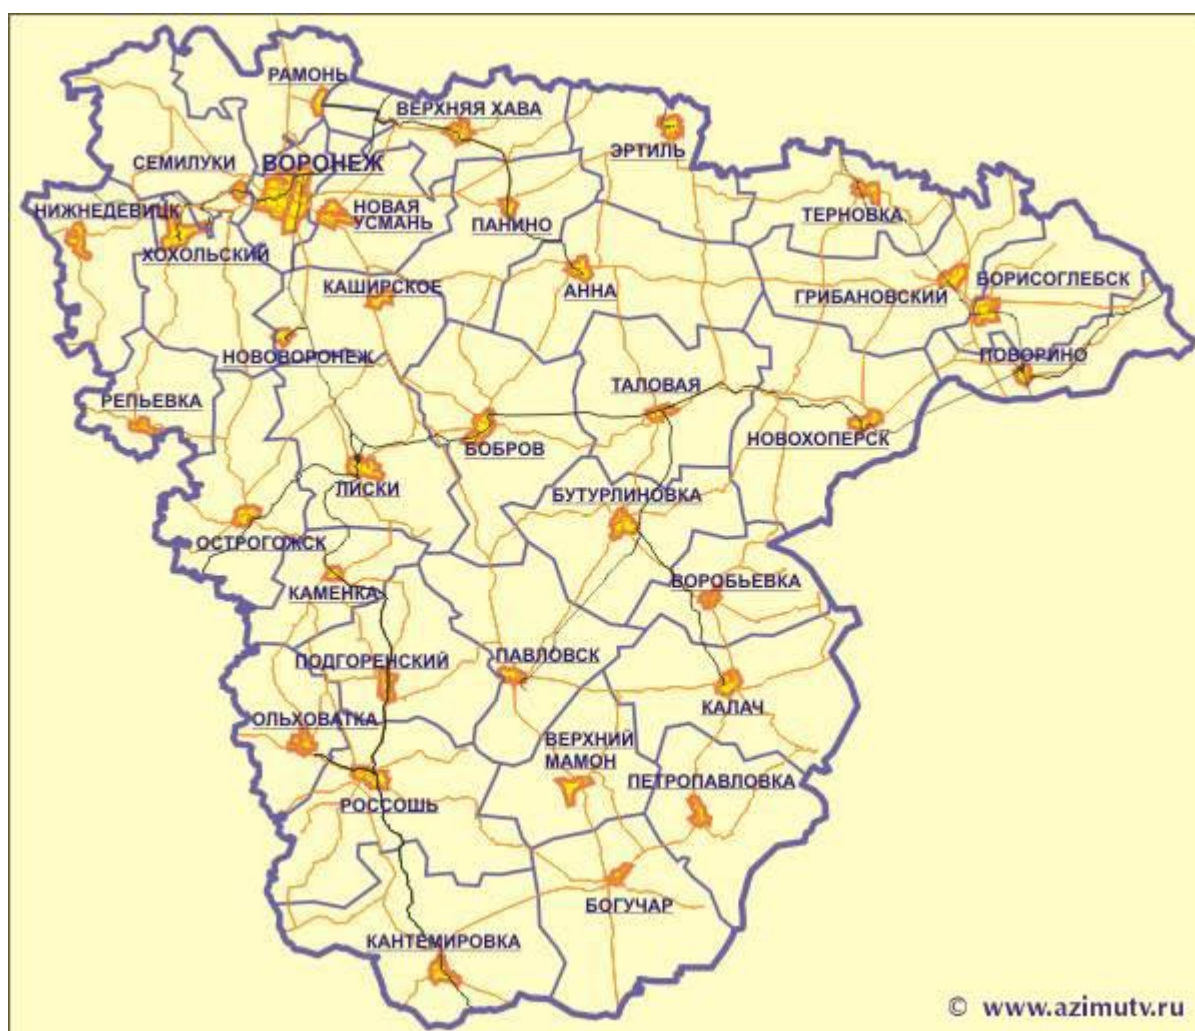 РАМОНЬ
ВЕРХНЯЯ ХАВА
ЭРТИЛЬ
СЕМИЛУКИ
ВОРОНЕЖ
НИЖНЕДЕВИЦК
НОВАЯ
УСМАНЬ
ПАНИНО
ТЕРНОВКА
ХОХОЛЬСКИЙ
КАШИРСКОЕ
АННА
ГРИБАНОВСКИЙ
БОРИСОГЛЕБСК
НОВОВОРОНЕЖ
ПОВОРИНО
ТАЛОВАЯ
РЕПЬЕВКА
БОБРОВ
НОВОХОПЕРСК
ЛИСКИ
БУТУРЛИНОВКА
ОСТРОГОЖСК
КАМЕНКА
ВОРОБЬЕВКА
ПОДГОРЕНСКИЙ
ПАВЛОВСК
КАЛАЧ
ОЛЬХОВАТКА
ВЕРХНИЙ
МАМОН
ПЕТРОПАВЛОВКА
РОССОШЬ
БОГУЧАР
КАНТЕМИРОВКА
© www.azimutv.ru